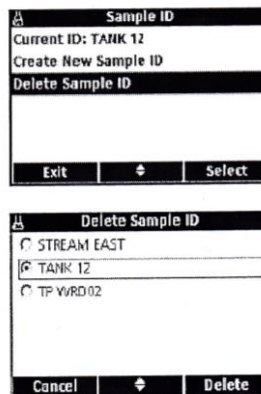 Sample ID
Current ID: TANK 12
Create New Sample ID
Delete Sample ID
Exit
Select
Delete Sample ID
STREAM EAST
TANK 12
TP WRD02
Cancel
Delete